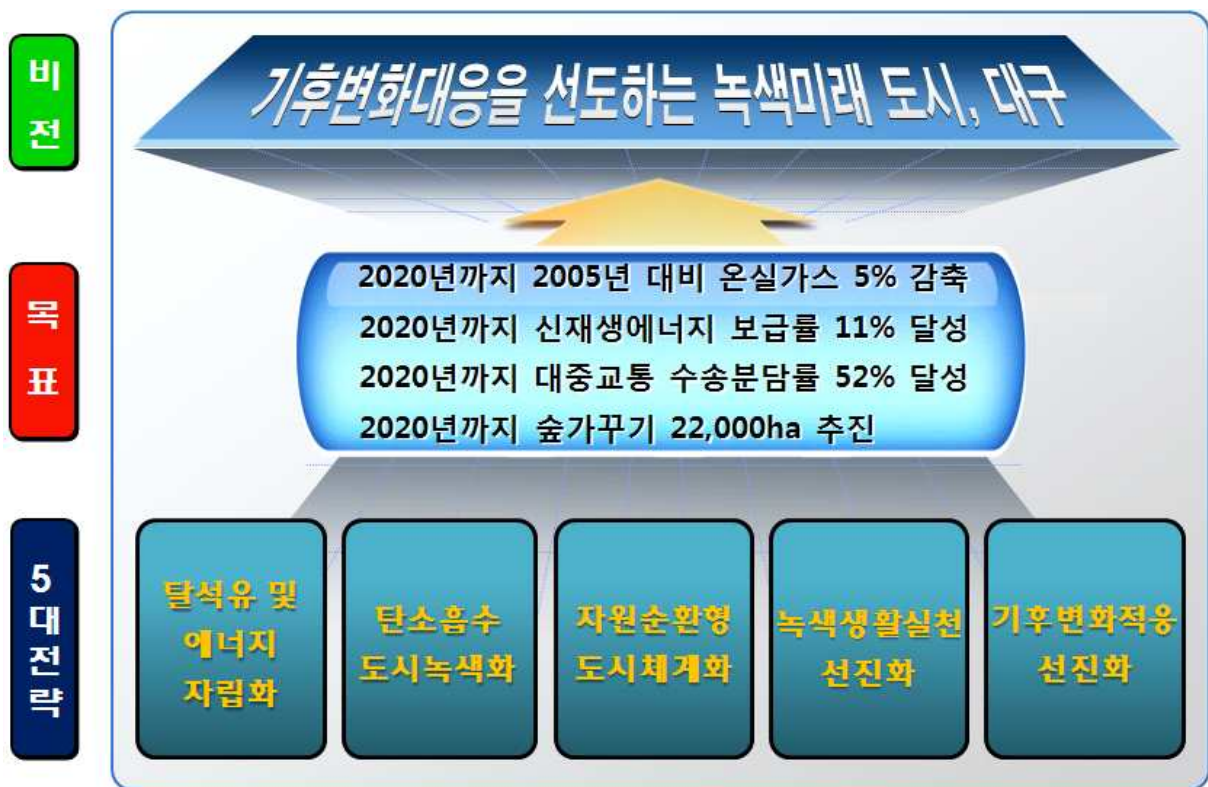 비
전
기후변화대응을 선도하는 녹색미래 도시, 대구
목
표
2020년까지 2005년 대비 온실가스 5% 감축
2020년까지 신재생에너지 보급률 11% 달성
2020년까지 대중교통 수송분담률 52% 달성
2020년까지 숲가꾸기 22,000ha 추진
5
대
전
략
탈석유 및
에너지
자립화
탄소흡수
도시녹색화
자원순환형
도시체계화
녹색생활실천
선진화
기후변화적응
선진화